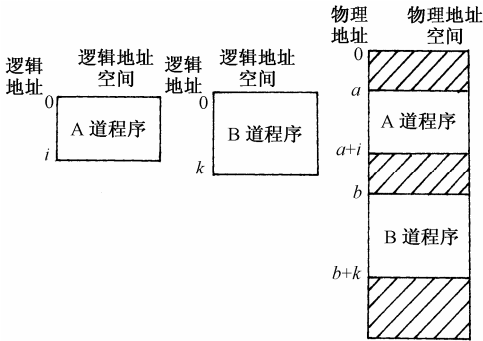 逻辑地址
逻辑地址空间
0
A 道程序
i
逻辑地址
逻辑地址空间
0
B 道程序
k
物理地址
物理地址空间
0
a
A 道程序
a+i
b
B 道程序
b+k